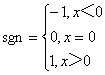 sgn = { -1, x<0
0, x = 0
1, x>0